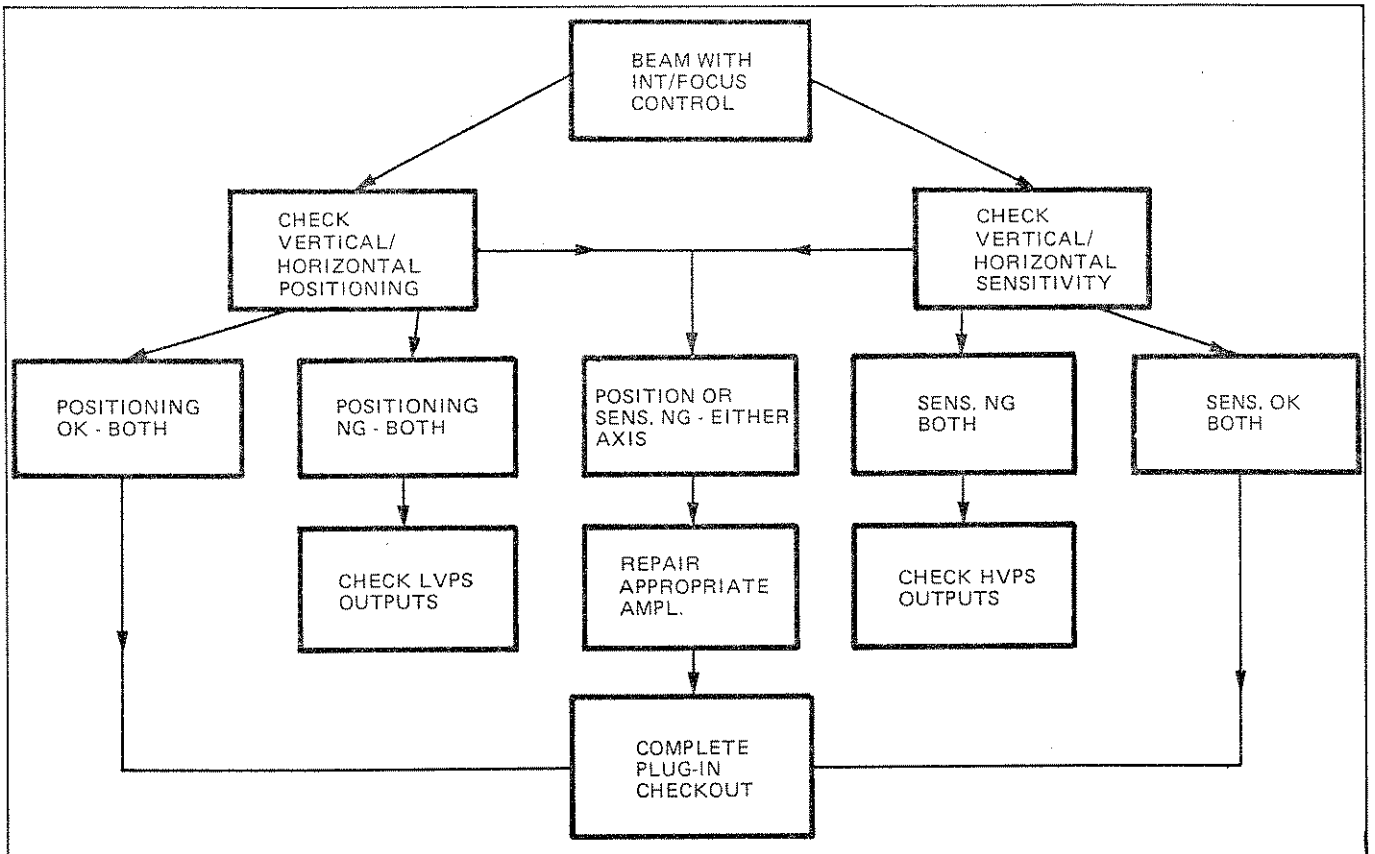 BEAM WITH
INT/FOCUS
CONTROL
CHECK
VERTICAL/
HORIZONTAL
POSITIONING
CHECK
VERTICAL/
HORIZONTAL
SENSITIVITY
POSITIONING
OK - BOTH
POSITIONING
NG - BOTH
POSITION OR
SENS. NG - EITHER
AXIS
SENS. NG
BOTH
SENS. OK
BOTH
CHECK LVPS
OUTPUTS
REPAIR
APPROPRIATE
AMPL.
CHECK HVPS
OUTPUTS
COMPLETE
PLUG-IN
CHECKOUT